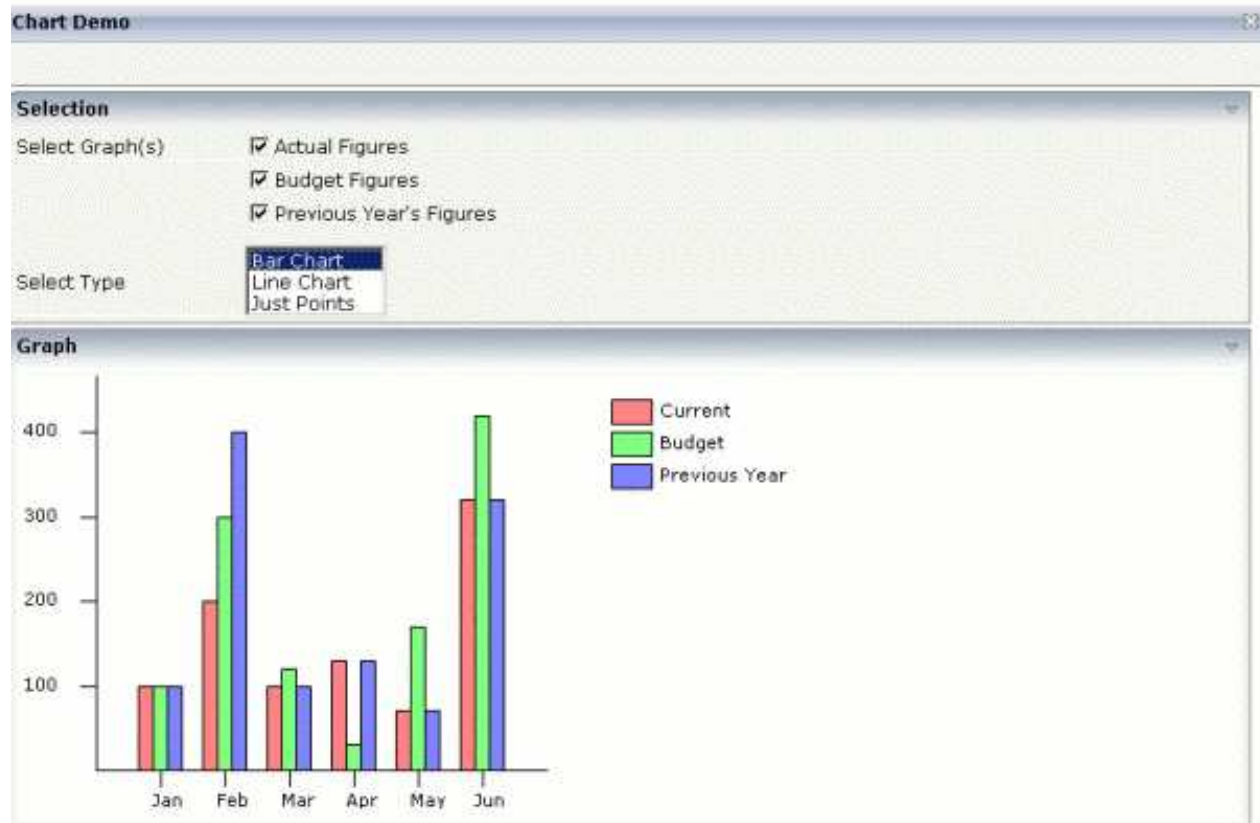 Chart Demo
Selection
Select Graph(s)
Actual Figures
Budget Figures
Previous Year's Figures
Select Type
Bar Chart
Line Chart
Just Points
Graph
Current
Budget
Previous Year
400
300
200
100
Jan Feb Mar Apr May Jun